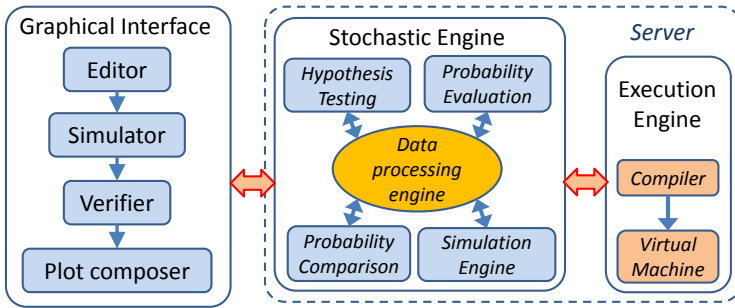 Graphical Interface
Editor
Simulator
Verifier
Plot composer
Server
Stochastic Engine
Hypothesis
Testing
Probability
Evaluation
Data
processing
engine
Probability
Comparison
Simulation
Engine
Execution
Engine
Compiler
Virtual
Machine